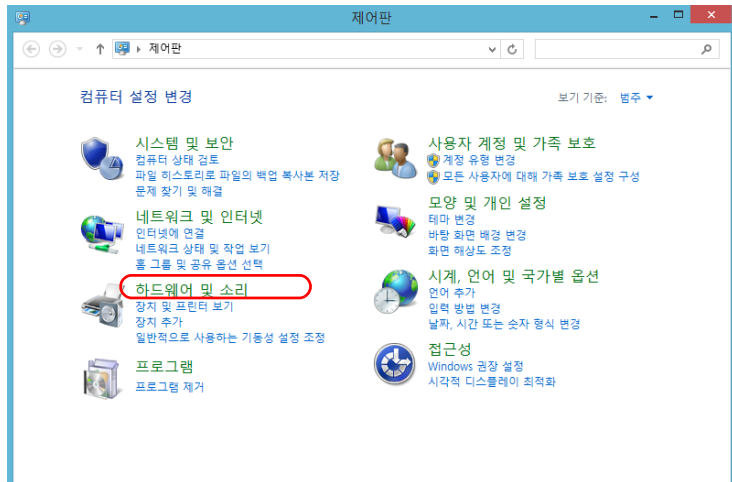 제어판
제어판
컴퓨터 설정 변경
보기 기준: 범주
시스템 및 보안
컴퓨터 상태 검토
파일 히스토리로 파일의 백업 복사본 저장
문제 찾기 및 해결
네트워크 및 인터넷
인터넷에 연결
네트워크 상태 및 작업 보기
홈 그룹 및 공유 옵션 선택
하드웨어 및 소리
장치 및 프린터 보기
장치 추가
일반적으로 사용하는 기동성 설정 조정
프로그램
프로그램 제거
사용자 계정 및 가족 보호
계정 유형 변경
모든 사용자에 대해 가족 보호 설정 구성
모양 및 개인 설정
테마 변경
바탕 화면 배경 변경
화면 해상도 조정
시계, 언어 및 국가별 옵션
언어 추가
입력 방법 변경
날짜, 시간 또는 숫자 형식 변경
접근성
Windows 권장 설정
시각적 디스플레이 최적화